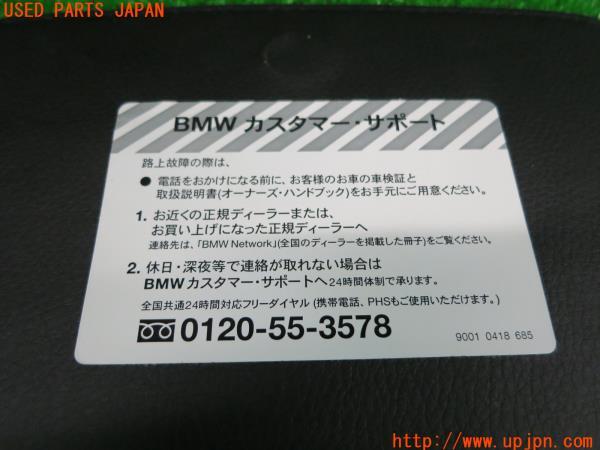 USED PARTS JAPAN
BMW カスタマー・サポート
路上故障の際は、
● 電話をおかけになる前に、お客様のお車の車検証と
取扱説明書(オーナーズ・ハンドブック)をお手元にご用意ください。
1. お近くの正規ディーラーまたは、
お買い上げになった正規ディーラーへ
連絡先は、「BMW Network」(全国のディーラーを掲載した冊子)をご覧ください。
2. 休日・深夜等で連絡が取れない場合は
BMWカスタマー・サポートへ24時間体制で承ります。
全国共通24時間対応フリーダイヤル (携帯電話、PHSもご使用いただけます。)
0120-55-3578
9001 0418 685
http://www.upjpn.com/